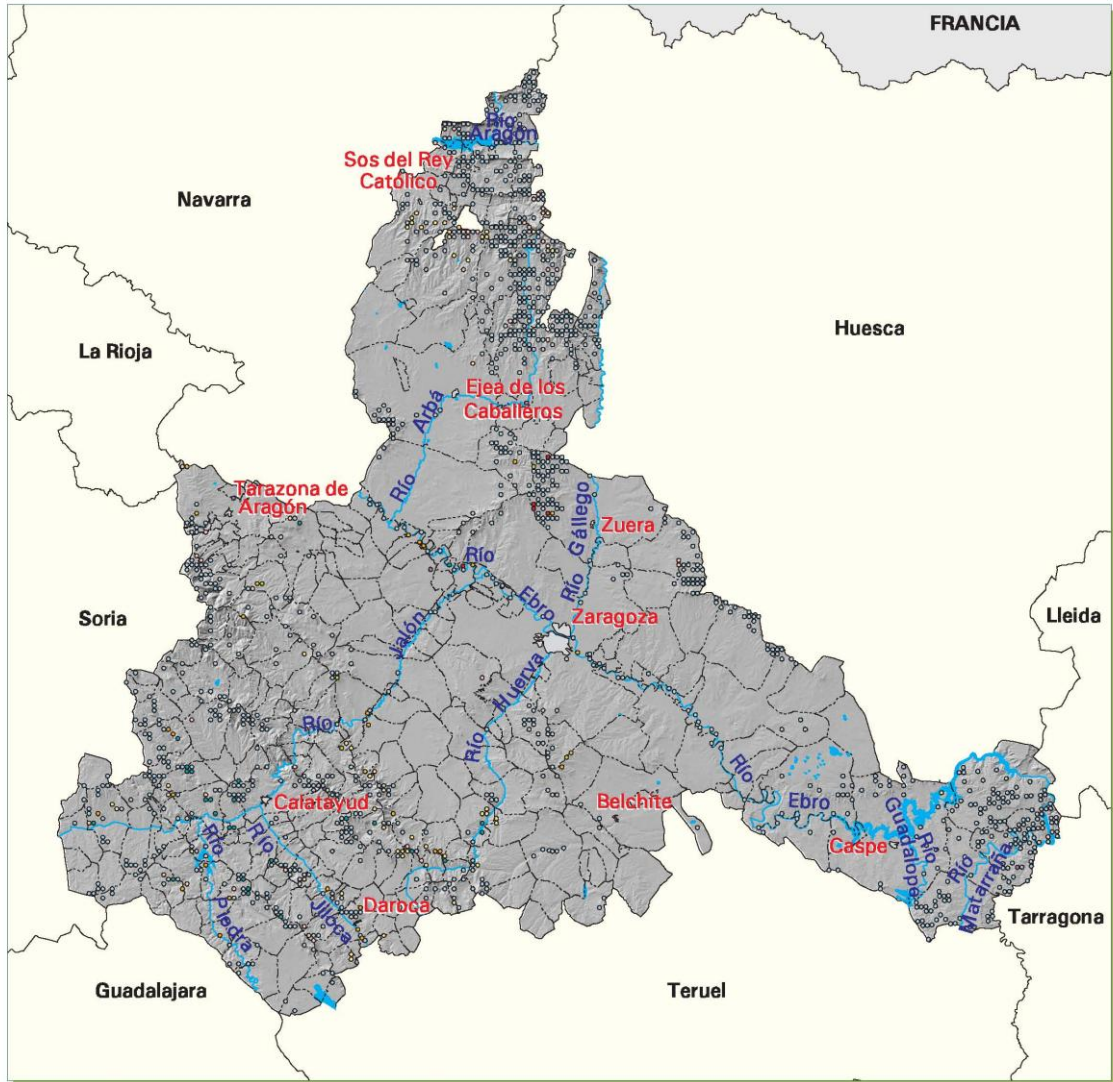 FRANCIA
Río
Aragón
Sos del Rey
Católico
Navarra
Huesca
La Rioja
Ejea de los
Caballeros
Arbá
Río
Tarazona de
Aragón
Gállego
Río
Zuera
Río
Ebro
Zaragoza
Soria
Lleida
Jalón
Río
Huerva
Río
Río
Ebro
Calatayud
Belchite
Caspe
Río
Guadalope
Río
Matarraña
Río
Piedra
Río
Jiloca
Daroca
Tarragona
Guadalajara
Teruel